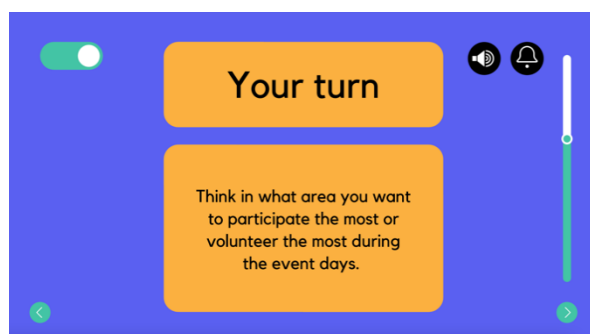 Your turn
Think in what area you want
to participate the most or
volunteer the most during
the event days.